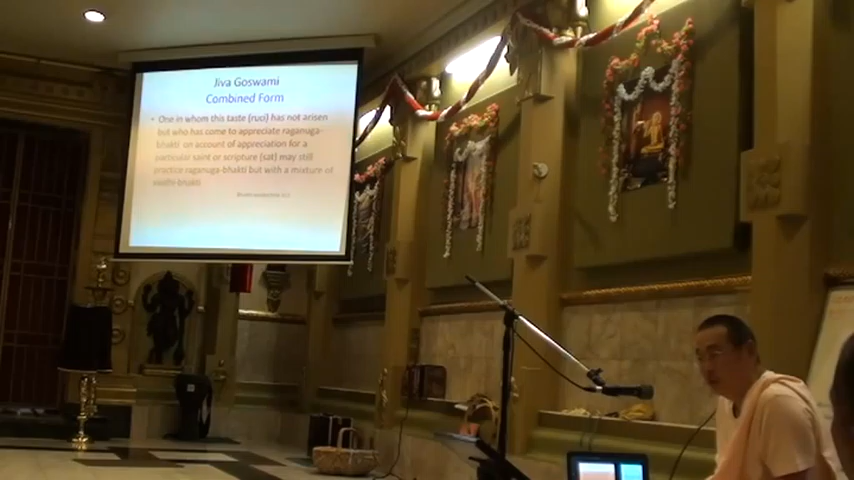 Jiva Goswami
Combined Form
• One in whom this taste (ruci) has not arisen
but who has come to appreciate raganuga-
bhakti on account of appreciation for a
particular saint or scripture (sat) may still
practice raganuga-bhakti but with a mixture of
vaidhi-bhakti